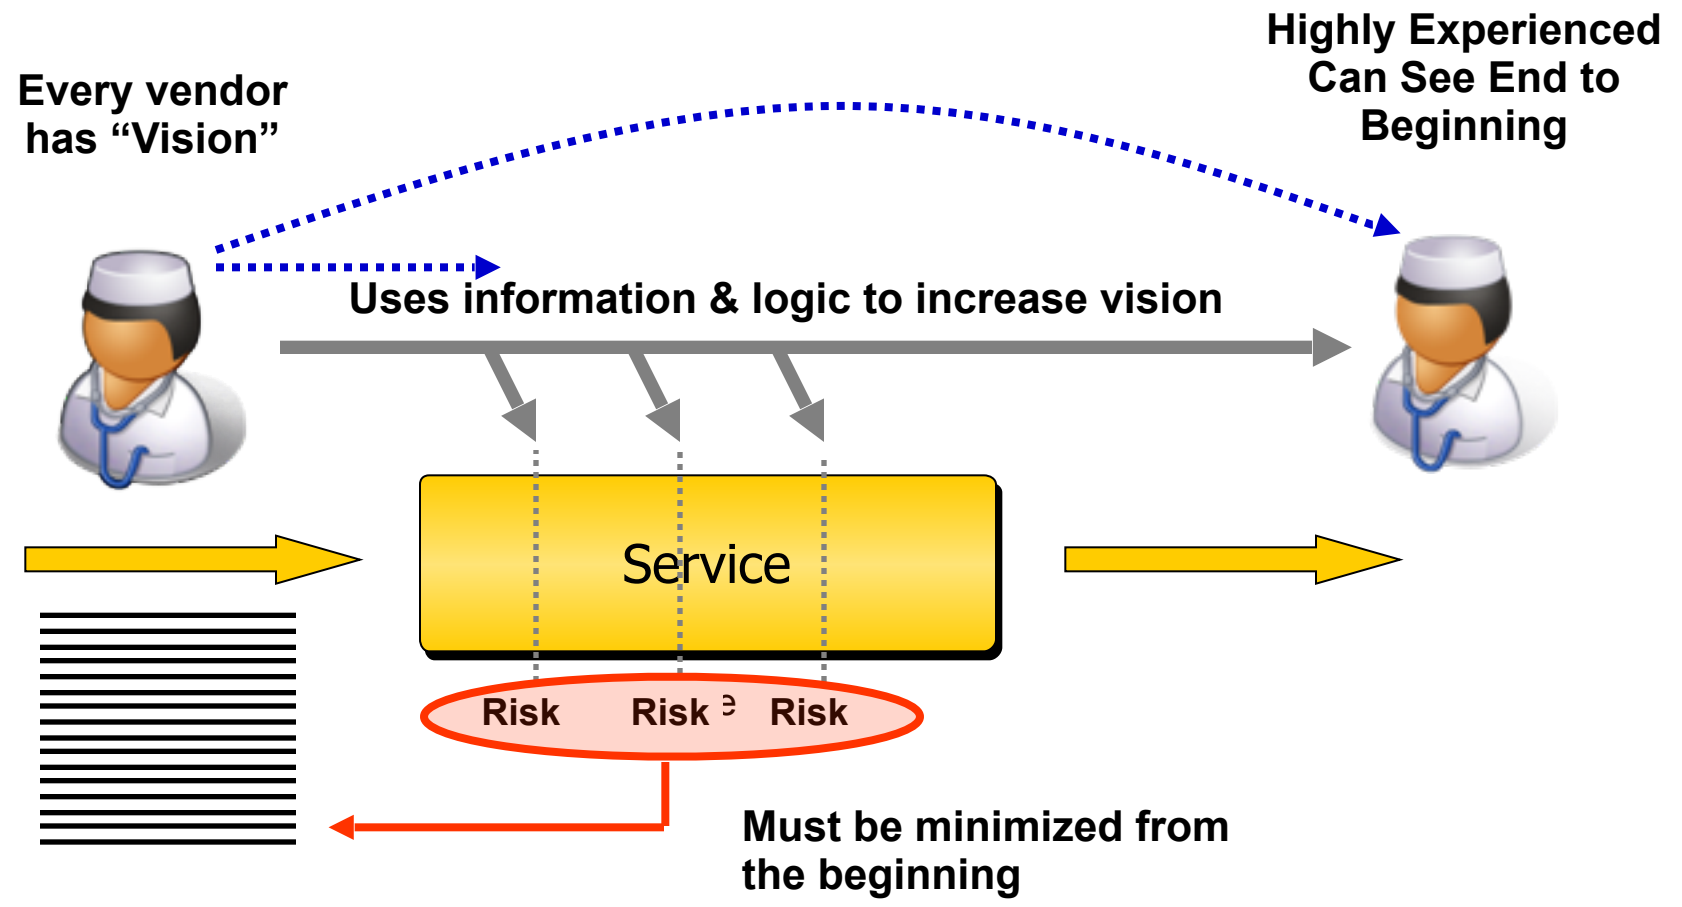 Highly Experienced
Can See End to
Beginning
Every vendor
has “Vision”
Uses information & logic to increase vision
Service
Risk Risk e Risk
Must be minimized from
the beginning